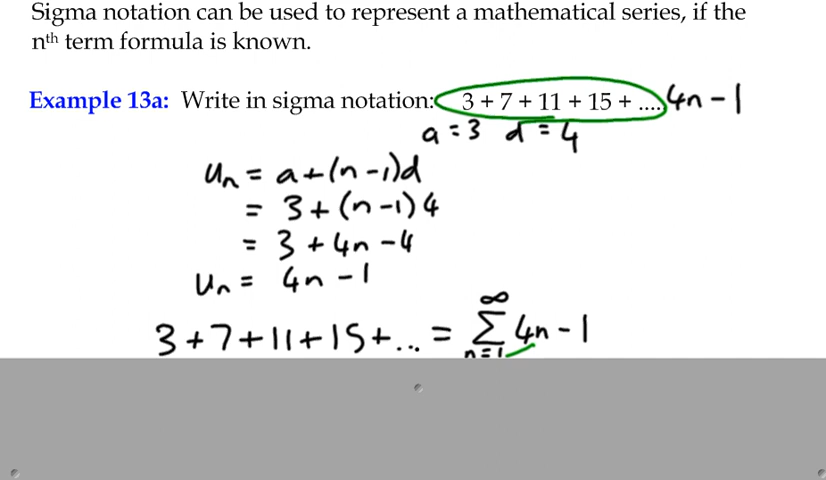 Sigma notation can be used to represent a mathematical series, if the
nth term formula is known.
Example 13a: Write in sigma notation: 3 + 7 + 11 + 15 + .... 4n - 1
a = 3 d = 4
Un = a + (n - 1)d
= 3 + (n - 1) 4
= 3 + 4n - 4
Un = 4n - 1
3 + 7 + 11 + 15 + ... = ∞ Σ n=1 4n - 1